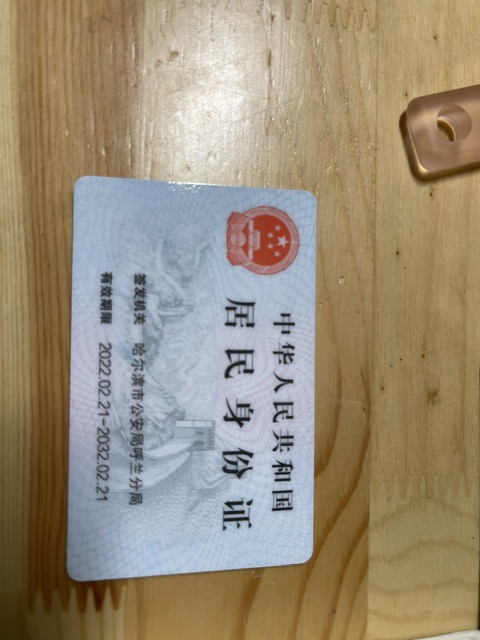 中华人民共和国
居民身份证
签发机关 哈尔滨市公安局呼兰分局
有效期限 2022.02.21-2032.02.21